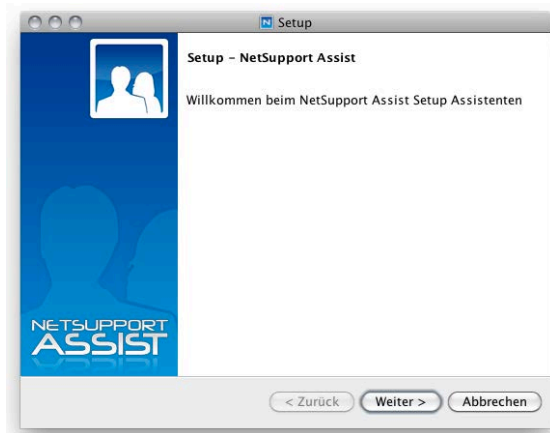 Setup
Setup – NetSupport Assist
Willkommen beim NetSupport Assist Setup Assistenten
NETSUPPORT
ASSIST
< Zurück
Weiter >
Abbrechen